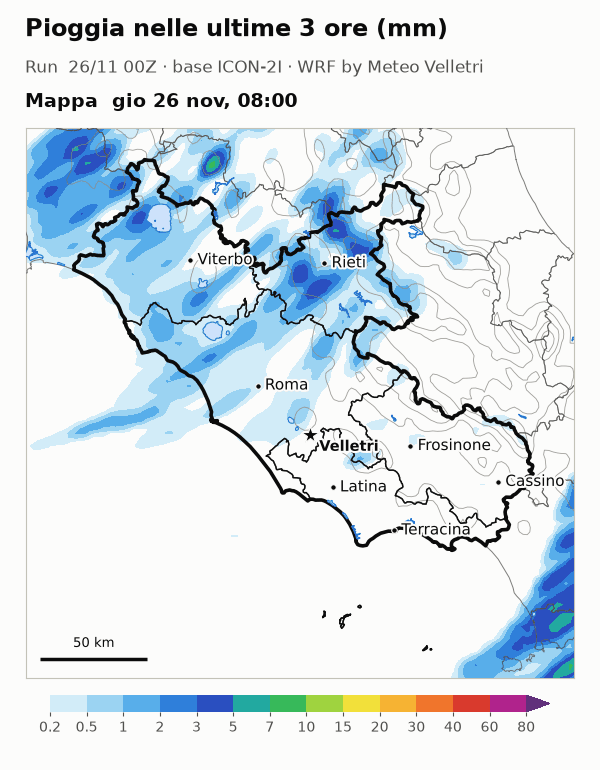 Pioggia nelle ultime 3 ore (mm)
Run  26/11 00Z · base ICON-2I · WRF by Meteo Velletri
Mappa  gio 26 nov, 08:00
Viterbo
Rieti
Roma
Velletri
Frosinone
Latina
Cassino
Terracina
50 km
0.2 0.5 1 2 3 5 7 10 15 20 30 40 60 80